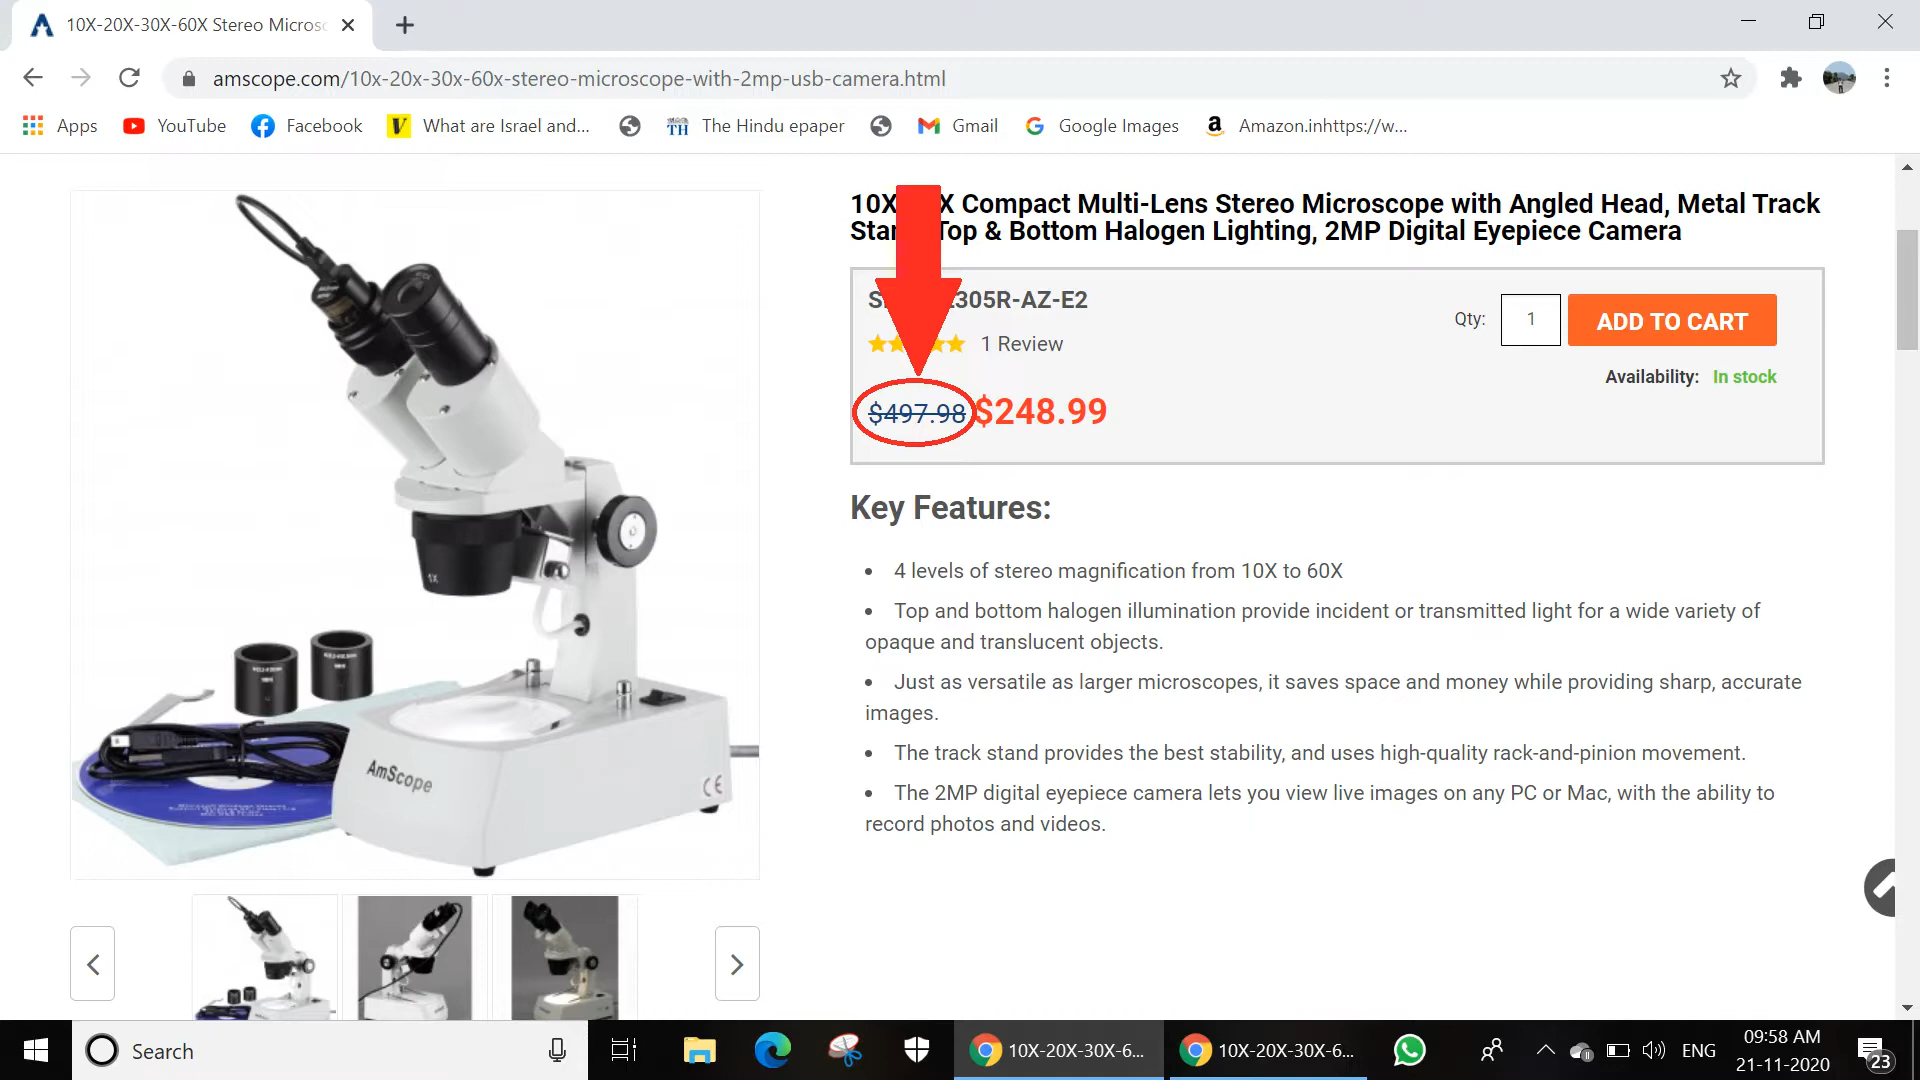 10X-20X-30X-60X Stereo Micros
amscope.com/10x-20x-30x-60x-stereo-microscope-with-2mp-usb-camera.html
Apps YouTube Facebook What are Israel and... The Hindu epaper Gmail Google Images Amazon.inhttps://w...
Compact Multi-Lens Stereo Microscope with Angled Head, Metal Track
Top & Bottom Halogen Lighting, 2MP Digital Eyepiece Camera
305R-AZ-E2
1 Review
$497.98 $248.99
Qty: 1 ADD TO CART
Availability: In stock
Key Features:
• 4 levels of stereo magnification from 10X to 60X
• Top and bottom halogen illumination provide incident or transmitted light for a wide variety of
opaque and translucent objects.
• Just as versatile as larger microscopes, it saves space and money while providing sharp, accurate
images.
• The track stand provides the best stability, and uses high-quality rack-and-pinion movement.
• The 2MP digital eyepiece camera lets you view live images on any PC or Mac, with the ability to
record photos and videos.
1X
AmScope
CE
Search
10X-20X-30X-6...
10X-20X-30X-6...
ENG
09:58 AM
21-11-2020
23